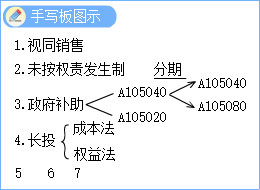 手写板图示
1.视同销售
2.未按权责发生制 分期
A105040
A105040
3.政府补助
A105080
A105020
成本法
4.长投
权益法
5 6 7